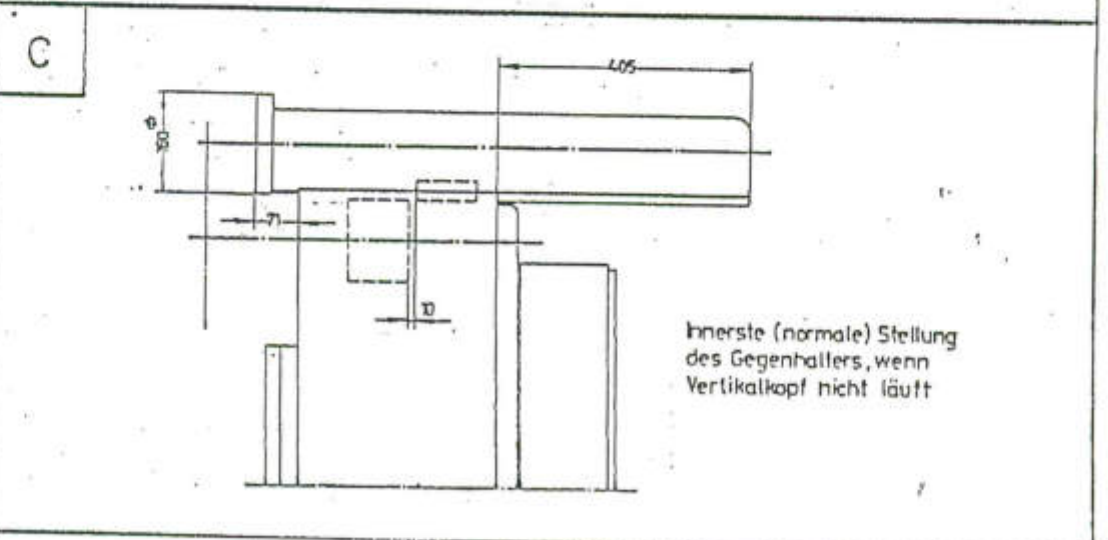 C
405
71
10
Innerste (normale) Stellung
des Gegenhalters, wenn
Vertikalkopf nicht läuft